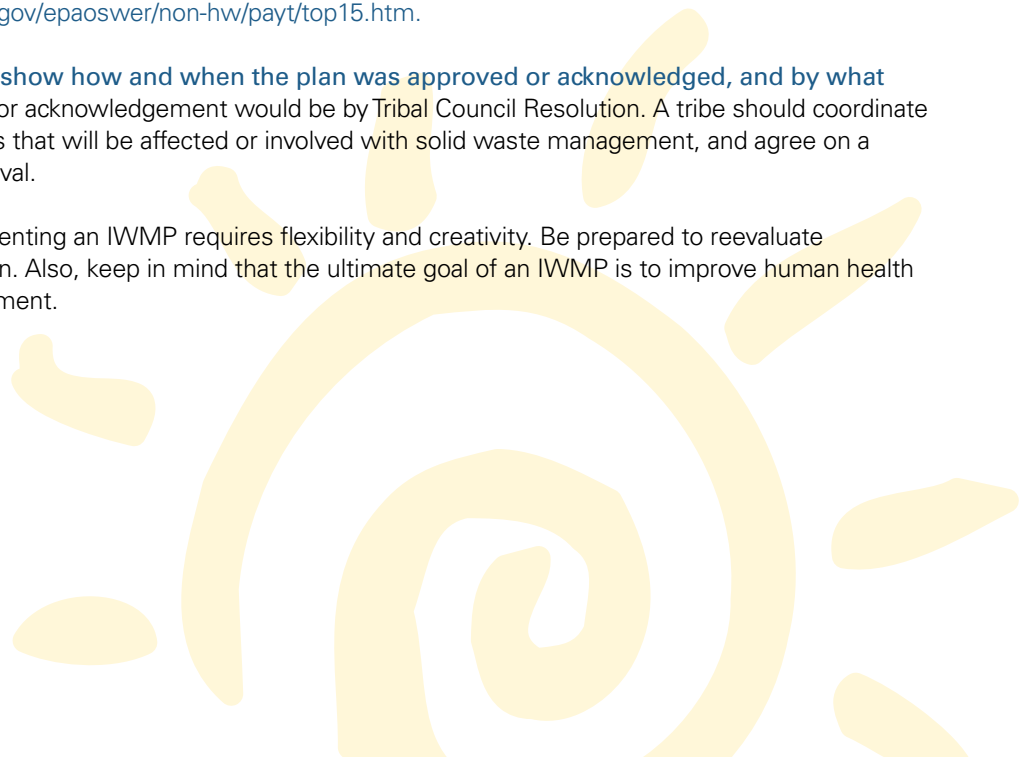 gov/epaoswer/non-hw/payt/top15.htm.
show how and when the plan was approved or acknowledged, and by what
or acknowledgement would be by Tribal Council Resolution. A tribe should coordinate
s that will be affected or involved with solid waste management, and agree on a
val.
enting an IWMP requires flexibility and creativity. Be prepared to reevaluate
n. Also, keep in mind that the ultimate goal of an IWMP is to improve human health
ment.